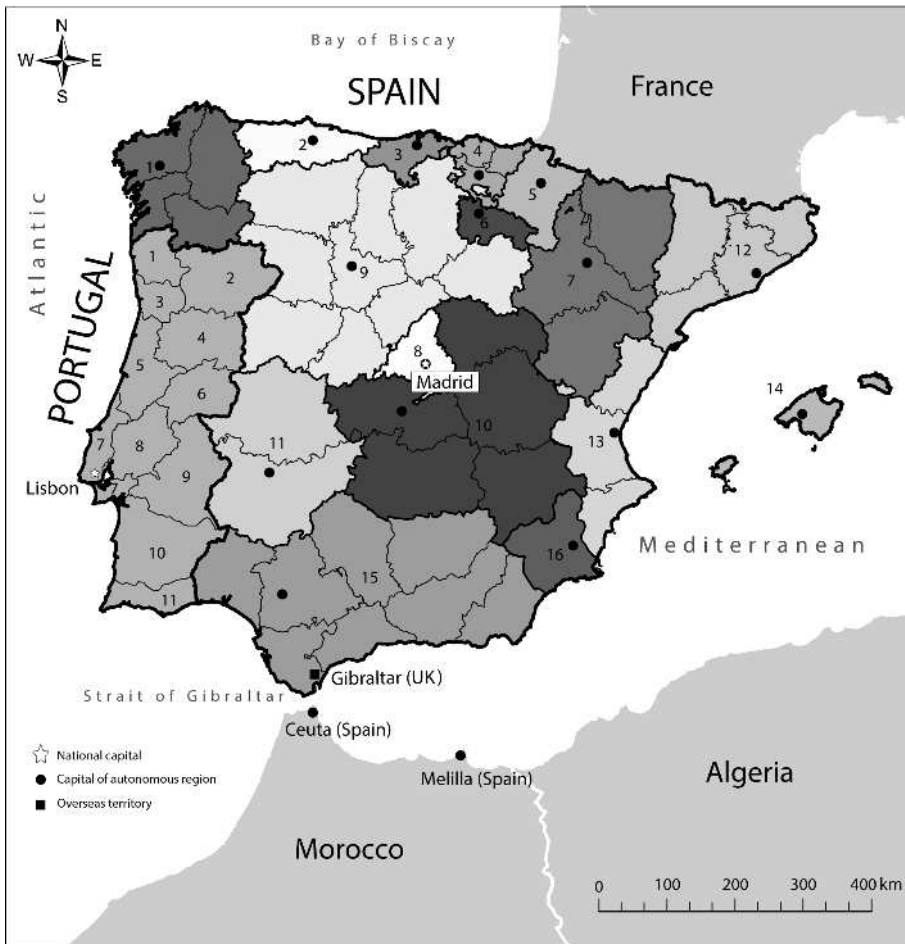 N
W E
S
Bay of Biscay
SPAIN
France
Atlantic
PORTUGAL
1
2
3
4
5
6
7
8
Madrid
9
10
11
12
13
14
15
16
1
2
3
4
5
6
7
8
9
10
11
Lisbon
Mediterranean
Gibraltar (UK)
Strait of Gibraltar
Ceuta (Spain)
Melilla (Spain)
Morocco
Algeria
National capital
Capital of autonomous region
Overseas territory
0 100 200 300 400 km